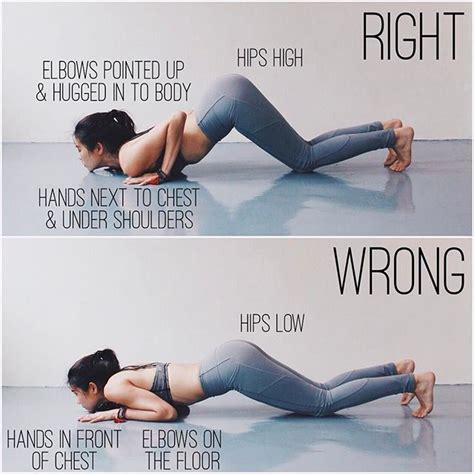 RIGHT
HIPS HIGH
ELBOWS POINTED UP
& HUGGED IN TO BODY
HANDS NEXT TO CHEST
& UNDER SHOULDERS
WRONG
HIPS LOW
HANDS IN FRONT
OF CHEST
ELBOWS ON
THE FLOOR